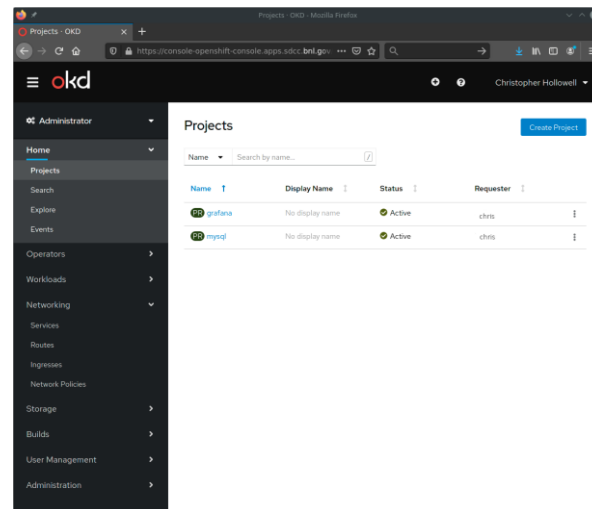 Projects - OKD - Mozilla Firefox
Projects - OKD × +
https://console-openshift-console.apps.sdcc.bnl.gov
okd
Christopher Hollowell
Administrator
Home
Projects
Search
Explore
Events
Operators
Workloads
Networking
Services
Routes
Ingresses
Network Policies
Storage
Builds
User Management
Administration
Projects
Create Project
Name Search by name... /
Name Display Name Status Requester
PR grafana No display name Active chris
PR mysql No display name Active chris